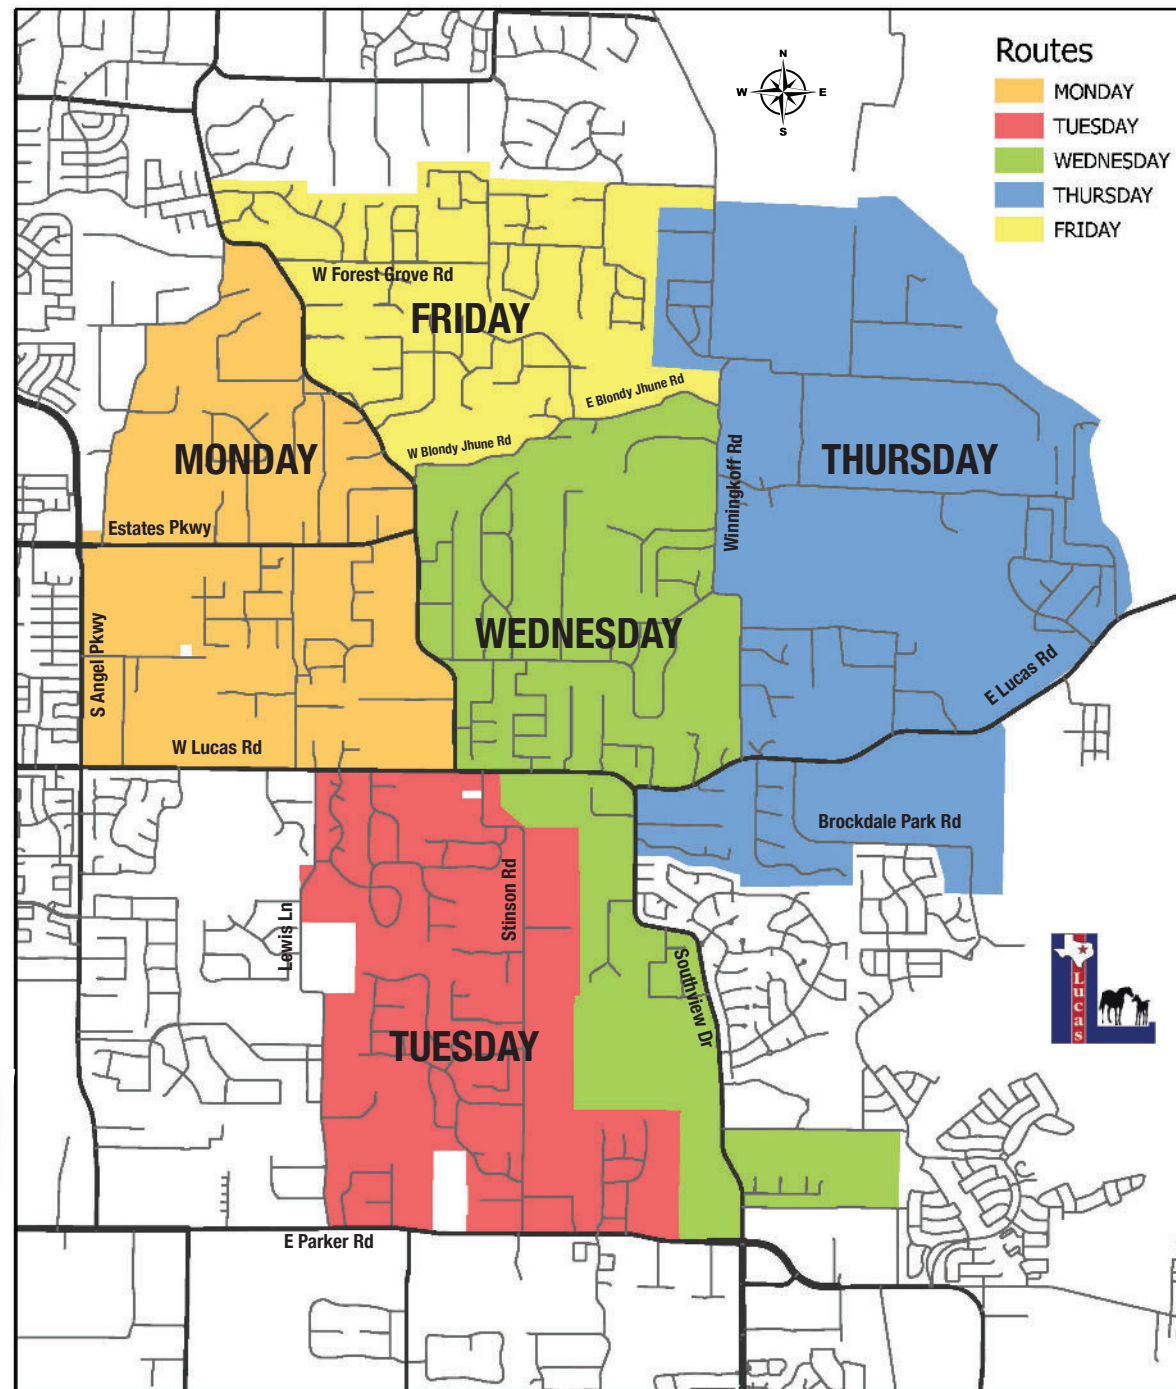 N
W E
S
Routes
MONDAY
TUESDAY
WEDNESDAY
THURSDAY
FRIDAY
W Forest Grove Rd
FRIDAY
E Blondy Jhune Rd
W Blondy Jhune Rd
MONDAY
THURSDAY
Winningkoff Rd
Estates Pkwy
WEDNESDAY
S Angel Pkwy
E Lucas Rd
W Lucas Rd
Brockdale Park Rd
Stinson Rd
Lewis Ln
Southview Dr
Lucas
TUESDAY
E Parker Rd